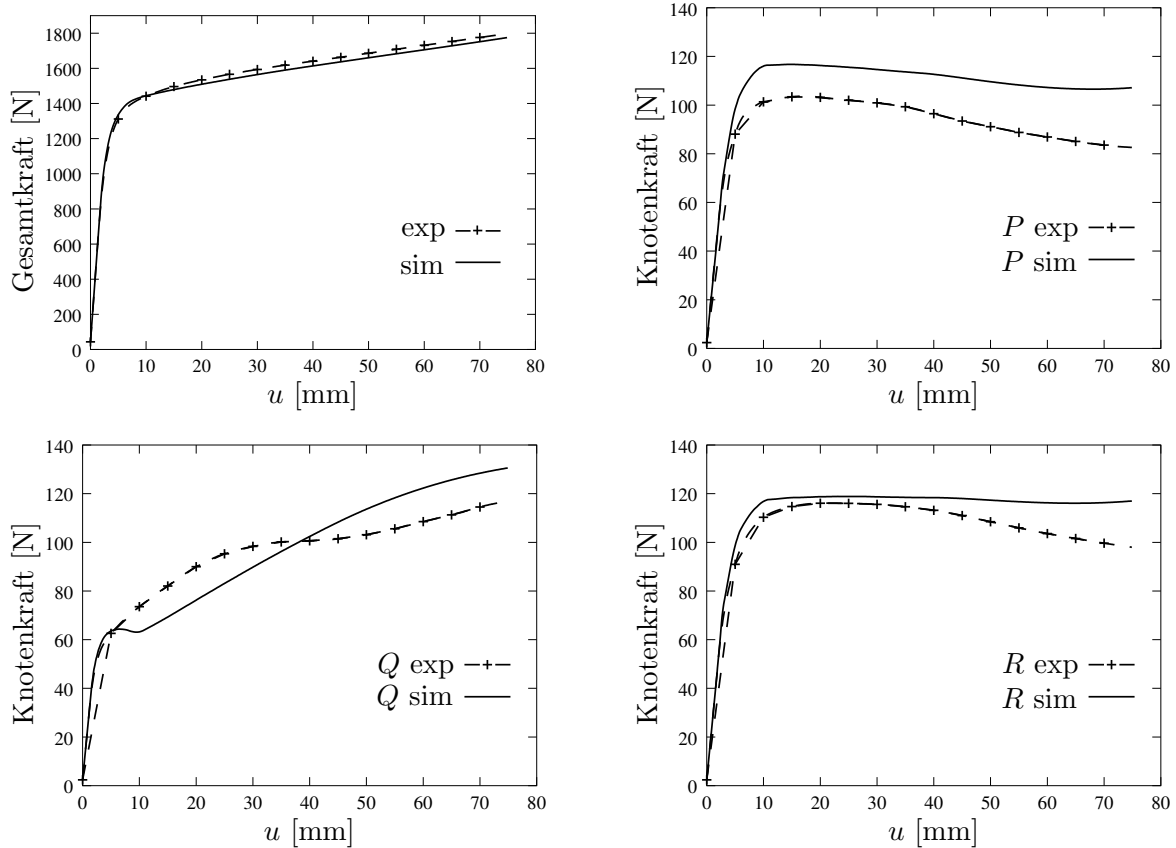 1800
1600
1400
1200
1000
800
600
400
200
0
Gesamtkraft [N]
exp
sim
0 10 20 30 40 50 60 70 80
u [mm]
140
120
100
80
60
40
20
0
Knotenkraft [N]
P exp
P sim
0 10 20 30 40 50 60 70 80
u [mm]
140
120
100
80
60
40
20
0
Knotenkraft [N]
Q exp
Q sim
0 10 20 30 40 50 60 70 80
u [mm]
140
120
100
80
60
40
20
0
Knotenkraft [N]
R exp
R sim
0 10 20 30 40 50 60 70 80
u [mm]